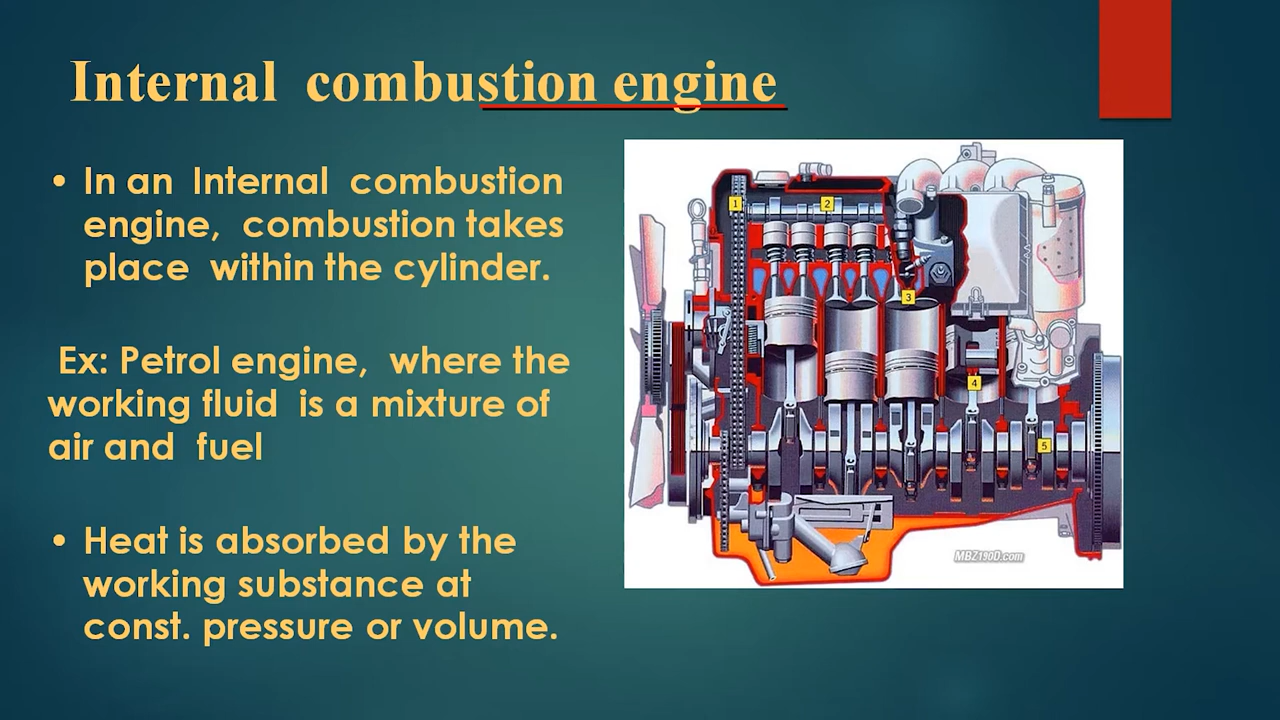 Internal combustion engine
• In an Internal combustion
engine, combustion takes
place within the cylinder.
Ex: Petrol engine, where the
working fluid is a mixture of
air and fuel
• Heat is absorbed by the
working substance at
const. pressure or volume.
1
2
3
4
5
MBZ190D.com